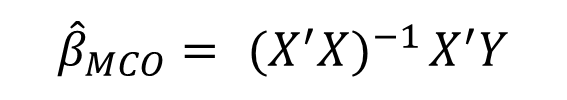 β̂_MCO = (X′X)⁻¹ X′Y